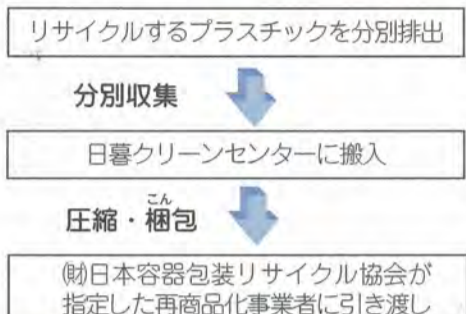 リサイクルするプラスチックを分別排出
分別収集
日暮クリーンセンターに搬入
こん
圧縮・梱包
㈶日本容器包装リサイクル協会が
指定した再商品化事業者に引き渡し